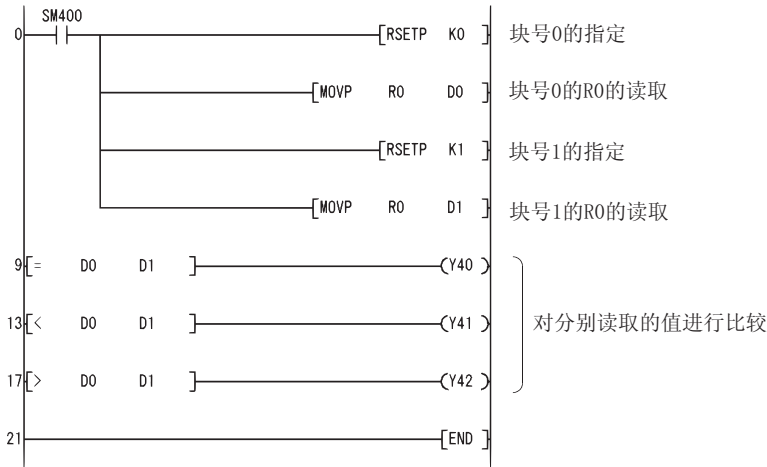 SM400
0 [RSETP K0 ] 块号0的指定
[MOVP R0 D0 ] 块号0的R0的读取
[RSETP K1 ] 块号1的指定
[MOVP R0 D1 ] 块号1的R0的读取
9 [= D0 D1 ] (Y40 )
13 [< D0 D1 ] (Y41 ) 对分别读取的值进行比较
17 [> D0 D1 ] (Y42 )
21 [END ]